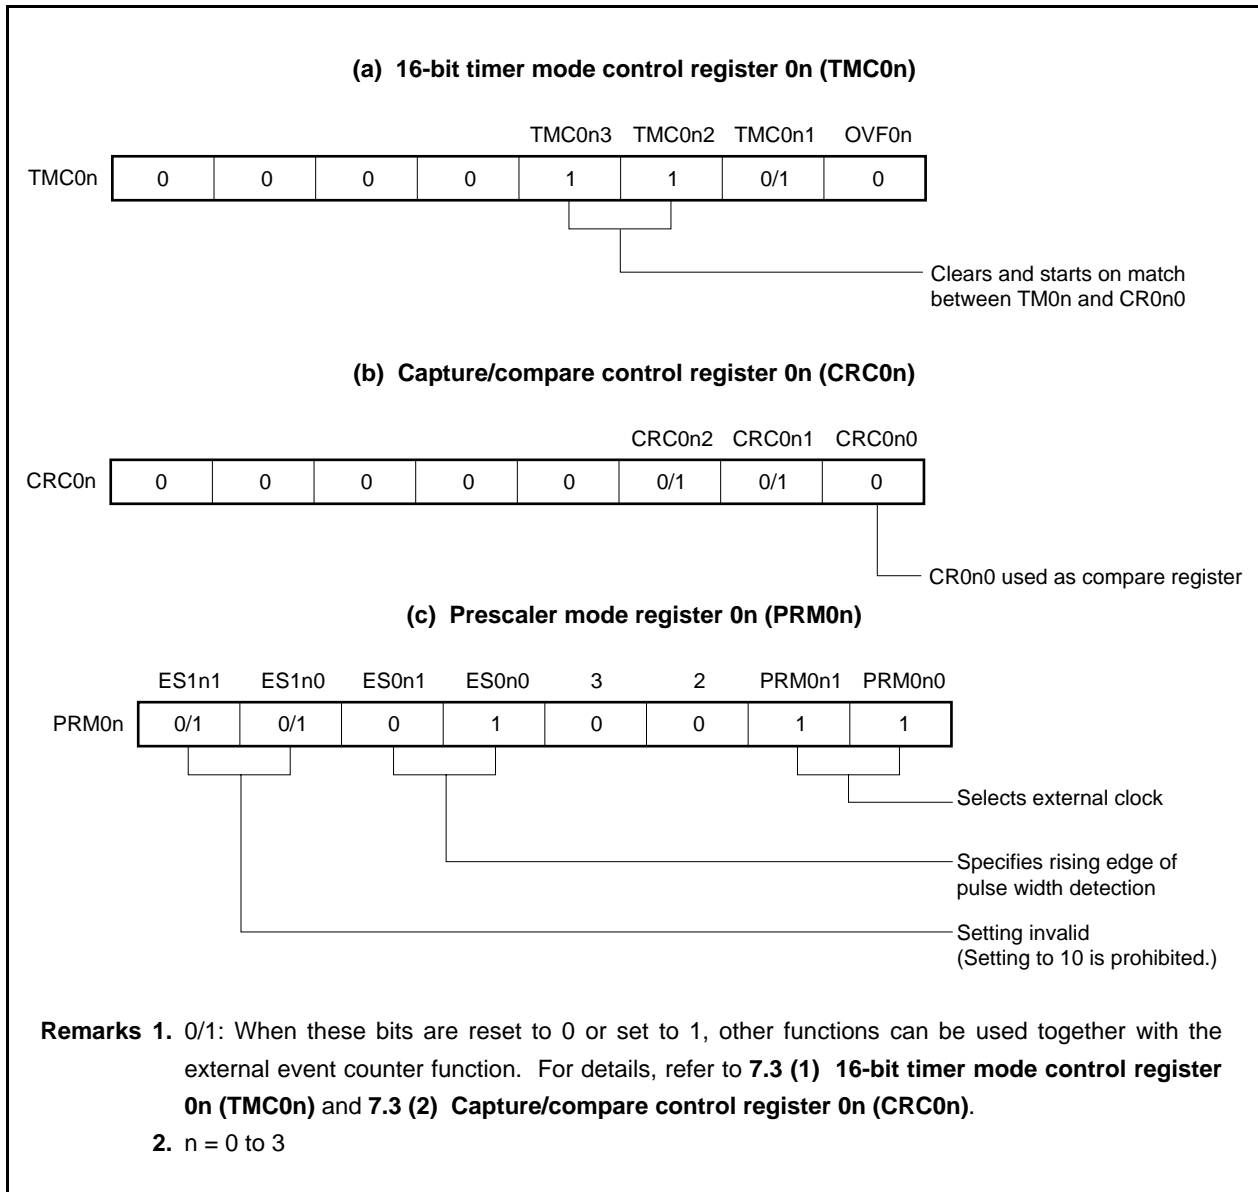 (a) 16-bit timer mode control register 0n (TMC0n)
TMC0n3 TMC0n2 TMC0n1 OVF0n
TMC0n 0 0 0 0 1 1 0/1 0
Clears and starts on match
between TM0n and CR0n0
(b) Capture/compare control register 0n (CRC0n)
CRC0n2 CRC0n1 CRC0n0
CRC0n 0 0 0 0 0 0/1 0/1 0
CR0n0 used as compare register
(c) Prescaler mode register 0n (PRM0n)
ES1n1 ES1n0 ES0n1 ES0n0 3 2 PRM0n1 PRM0n0
PRM0n 0/1 0/1 0 1 0 0 1 1
Selects external clock
Specifies rising edge of
pulse width detection
Setting invalid
(Setting to 10 is prohibited.)
Remarks 1. 0/1: When these bits are reset to 0 or set to 1, other functions can be used together with the
external event counter function. For details, refer to 7.3 (1) 16-bit timer mode control register
0n (TMC0n) and 7.3 (2) Capture/compare control register 0n (CRC0n).
2. n = 0 to 3